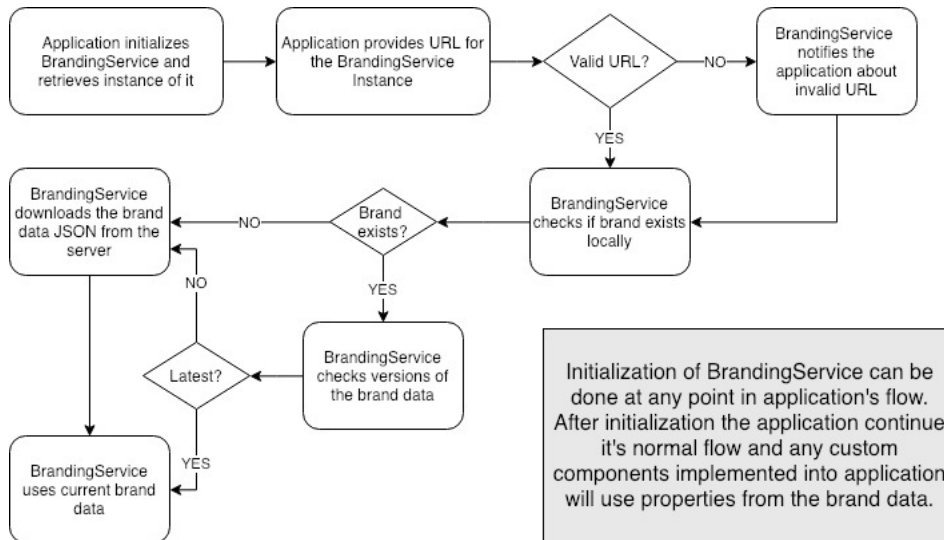 Application initializes
BrandingService and
retrieves instance of it
Application provides URL for
the BrandingService
Instance
Valid URL?
NO
BrandingService
notifies the
application about
invalid URL
YES
BrandingService
checks if brand exists
locally
Brand
exists?
NO
BrandingService
downloads the brand
data JSON from the
server
YES
BrandingService
checks versions of
the brand data
Latest?
NO
YES
BrandingService
uses current brand
data
Initialization of BrandingService can be
done at any point in application's flow.
After initialization the application continue
it's normal flow and any custom
components implemented into application
will use properties from the brand data.